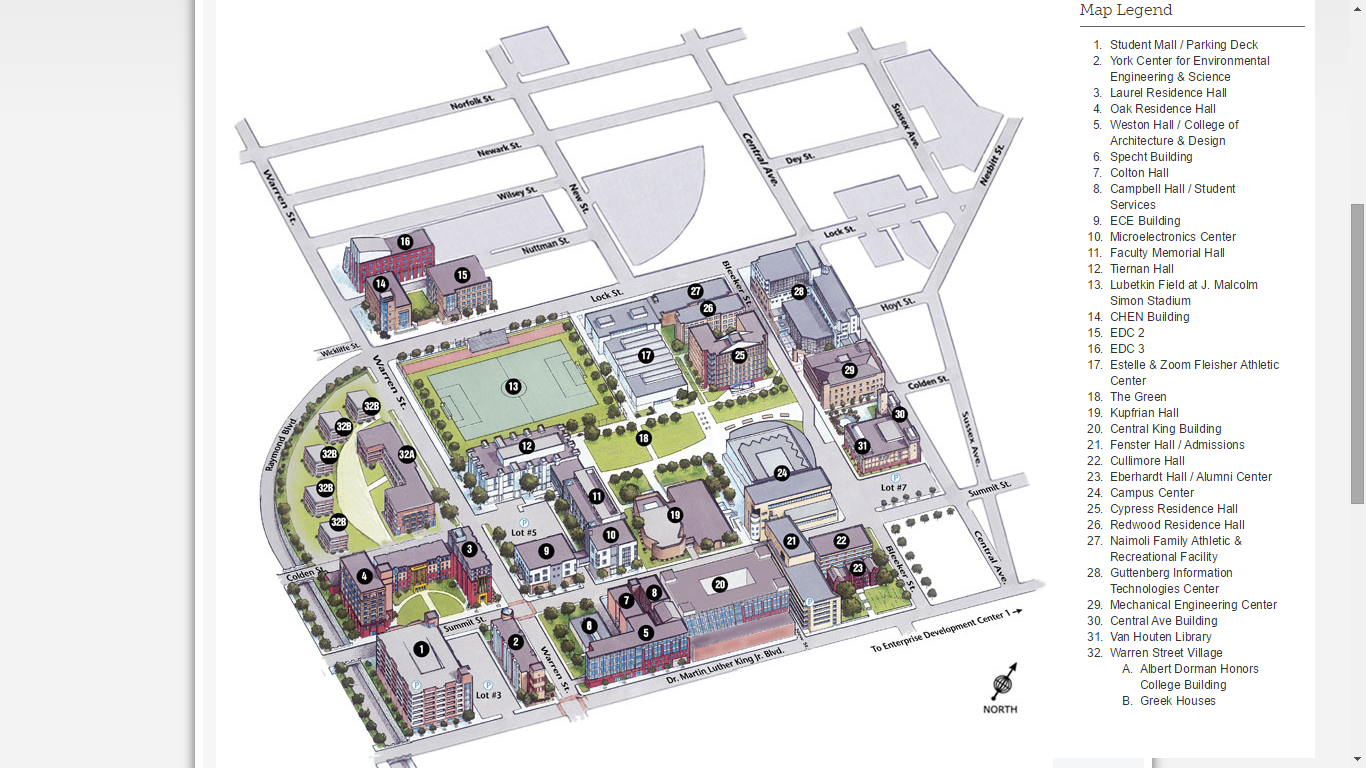 Map Legend
1. Student Mall / Parking Deck
2. York Center for Environmental
Engineering & Science
3. Laurel Residence Hall
4. Oak Residence Hall
5. Weston Hall / College of
Architecture & Design
6. Specht Building
7. Colton Hall
8. Campbell Hall / Student
Services
9. ECE Building
10. Microelectronics Center
11. Faculty Memorial Hall
12. Tiernan Hall
13. Lubetkin Field at J. Malcolm
Simon Stadium
14. CHEN Building
15. EDC 2
16. EDC 3
17. Estelle & Zoom Fleisher Athletic
Center
18. The Green
19. Kupfrian Hall
20. Central King Building
21. Fenster Hall / Admissions
22. Cullimore Hall
23. Eberhardt Hall / Alumni Center
24. Campus Center
25. Cypress Residence Hall
26. Redwood Residence Hall
27. Naimoli Family Athletic &
Recreational Facility
28. Guttenberg Information
Technologies Center
29. Mechanical Engineering Center
30. Central Ave Building
31. Van Houten Library
32. Warren Street Village
A. Albert Dorman Honors
College Building
B. Greek Houses
Norfolk St.
Newark St.
Wilsey St.
Nuttman St.
Warren St.
New St.
Central Ave.
Dey St.
Sussex Ave.
Nesbitt St.
Lock St.
Lock St.
Bleeker St.
Hoyt St.
Wickliffe St.
Warren St.
Raymond Blvd
Colden St.
Sussex Ave.
Summit St.
Central Ave.
Bleeker St.
Colden St.
Summit St.
Warren St.
Dr. Martin Luther King Jr. Blvd.
To Enterprise Development Center 1
NORTH
Lot #7
P
Lot #5
P
Lot #3
P
P
P
16
15
14
27
26
28
17
25
13
29
30
31
18
12
24
11
19
10
9
3
4
32B
32B
32B
32B
32B
32A
21
22
23
20
8
7
6
5
2
1